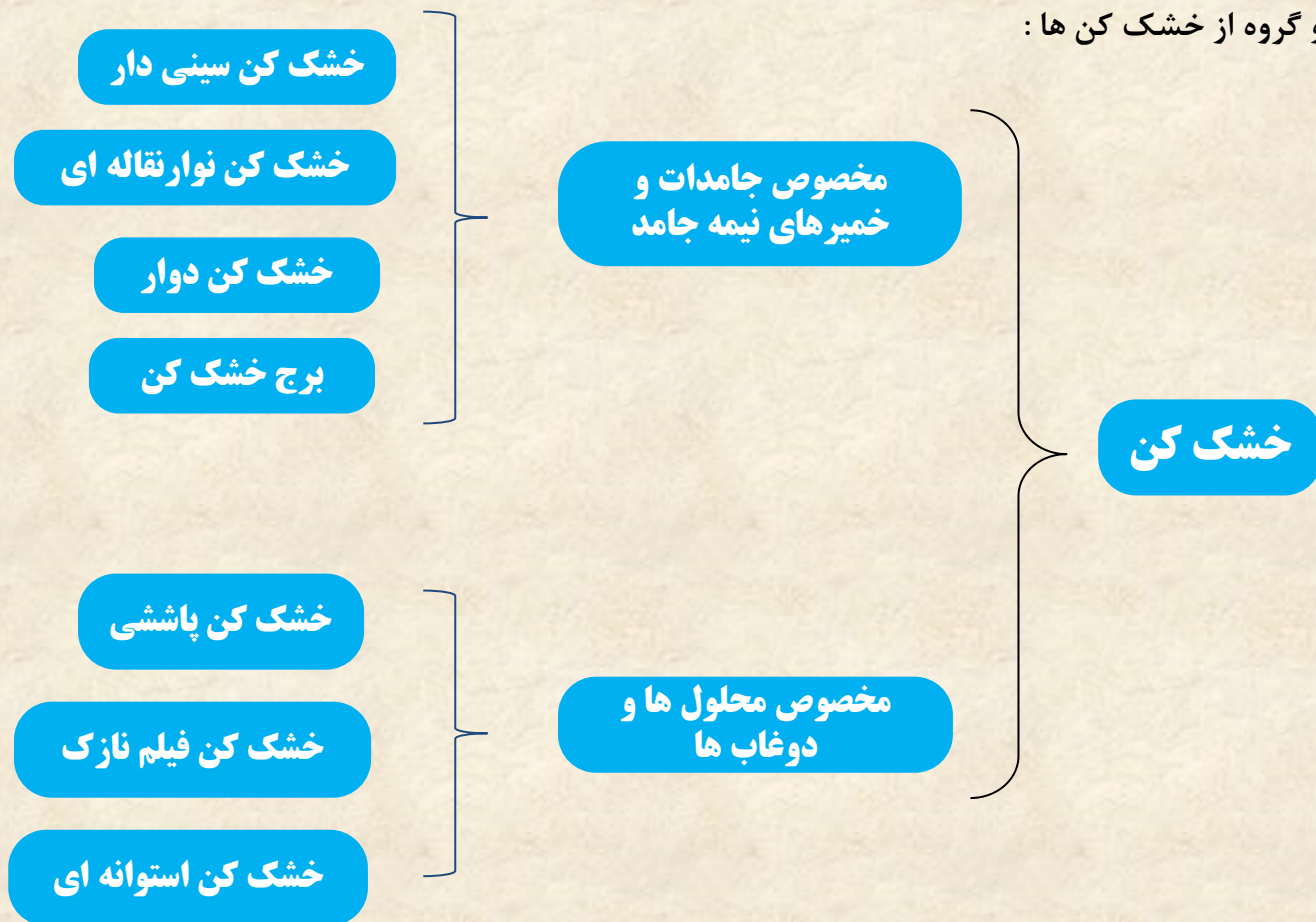 و گروه از خشک کن ها :
خشک کن
مخصوص جامدات و
خمیرهای نیمه جامد
خشک کن سینی دار
خشک کن نوارنقاله ای
خشک کن دوار
برج خشک کن
مخصوص محلول ها و
دوغاب ها
خشک کن پاششی
خشک کن فیلم نازک
خشک کن استوانه ای